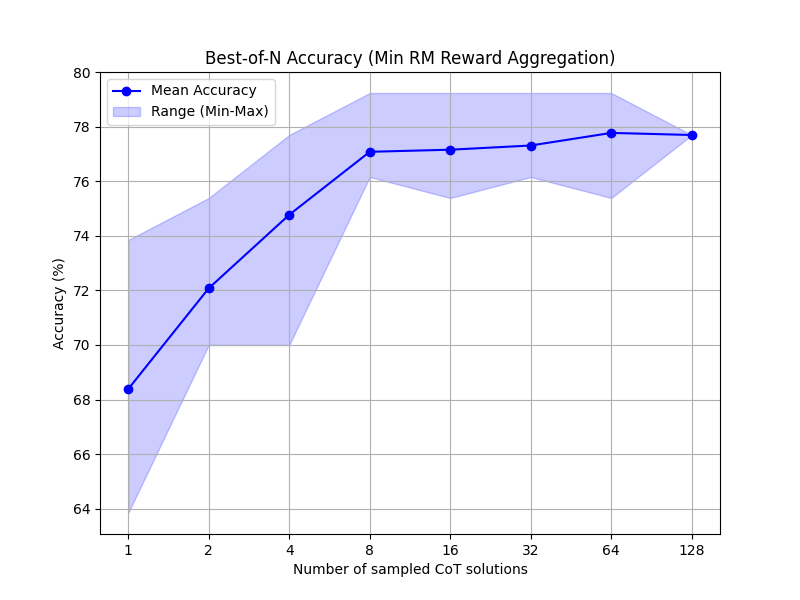 Best-of-N Accuracy (Min RM Reward Aggregation)
Mean Accuracy
Range (Min-Max)
Accuracy (%)
80
78
76
74
72
70
68
66
64
1 2 4 8 16 32 64 128
Number of sampled CoT solutions